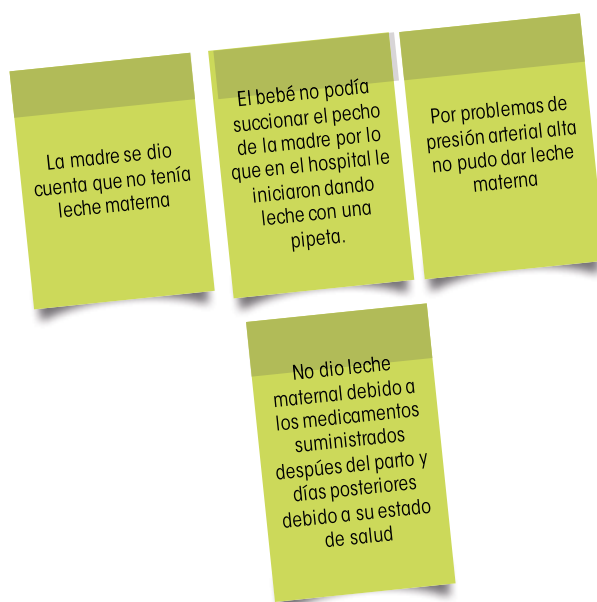 La madre se dio
cuenta que no tenía
leche materna
El bebé no podía
succionar el pecho
de la madre por lo
que en el hospital le
iniciaron dando
leche con una
pipeta.
Por problemas de
presión arterial alta
no pudo dar leche
materna
No dio leche
maternal debido a
los medicamentos
suministrados
despúes del parto y
días posteriores
debido a su estado
de salud